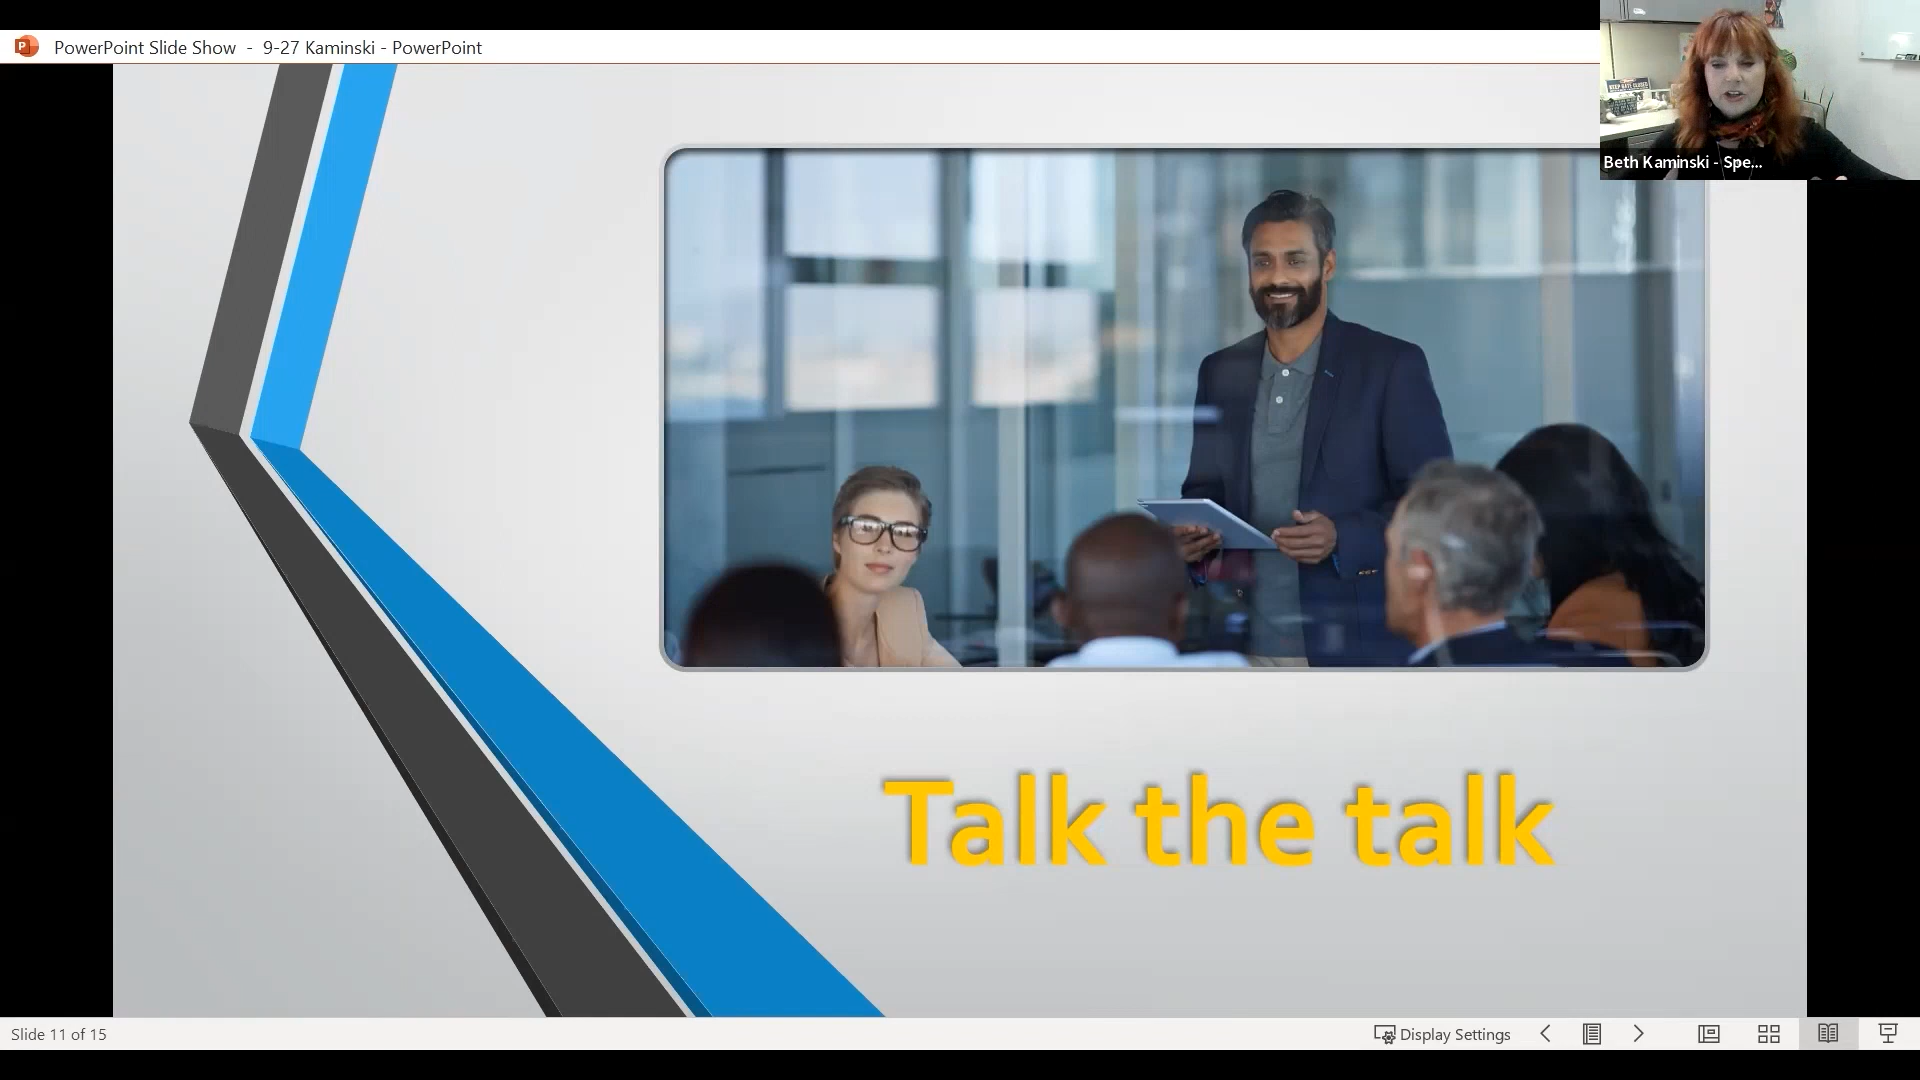 PowerPoint Slide Show - 9-27 Kaminski - PowerPoint
Beth Kaminski - Spe...
Talk the talk
Slide 11 of 15
Display Settings